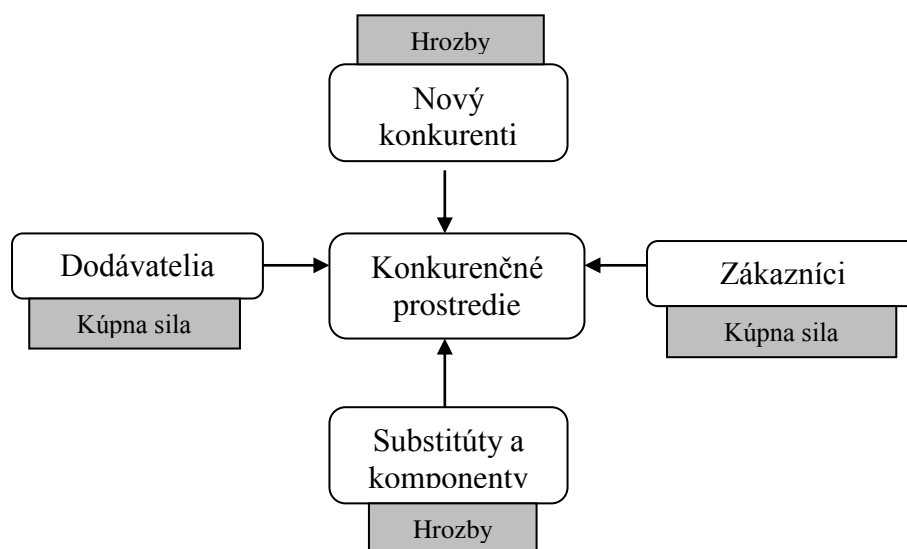 Hrozby
Nový
konkurenti
Dodávatelia
Kúpna sila
Konkurenčné
prostredie
Zákazníci
Kúpna sila
Substitúty a
komponenty
Hrozby